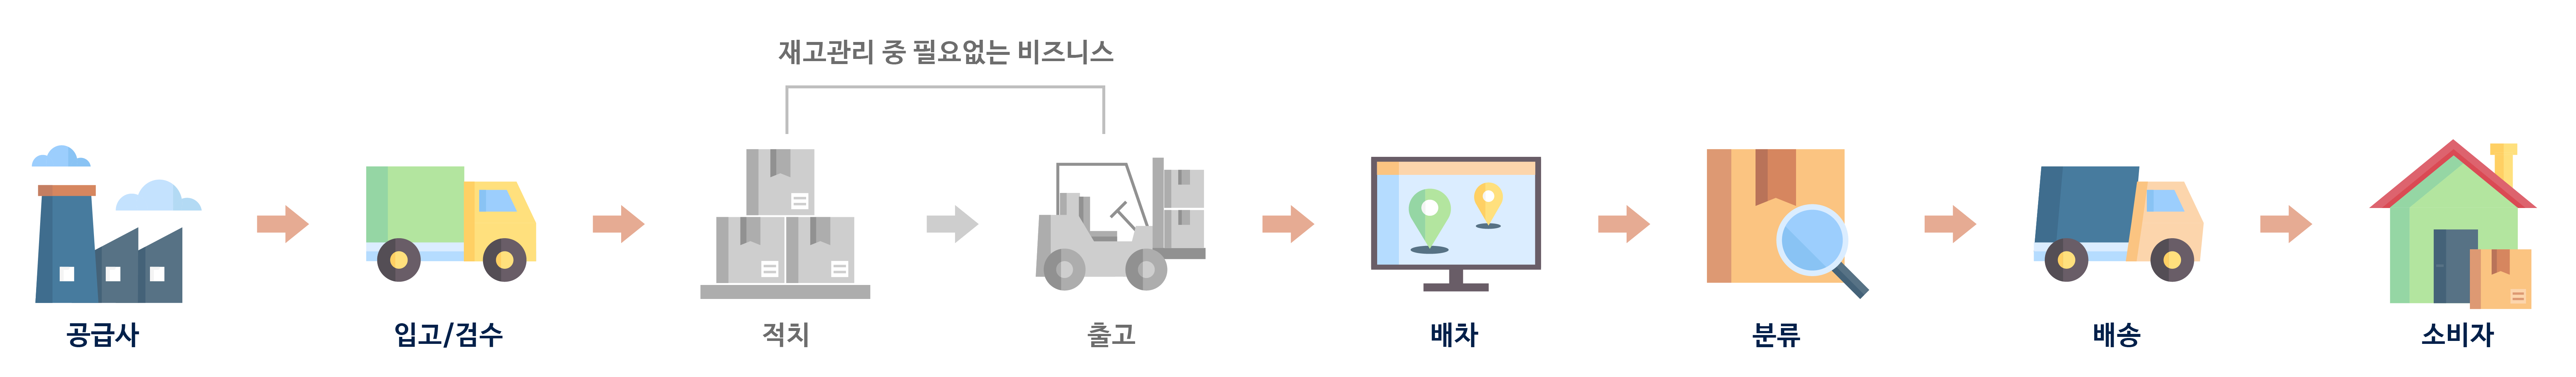 재고관리 중 필요없는 비즈니스
공급사
입고/검수
적치
출고
배차
분류
배송
소비자